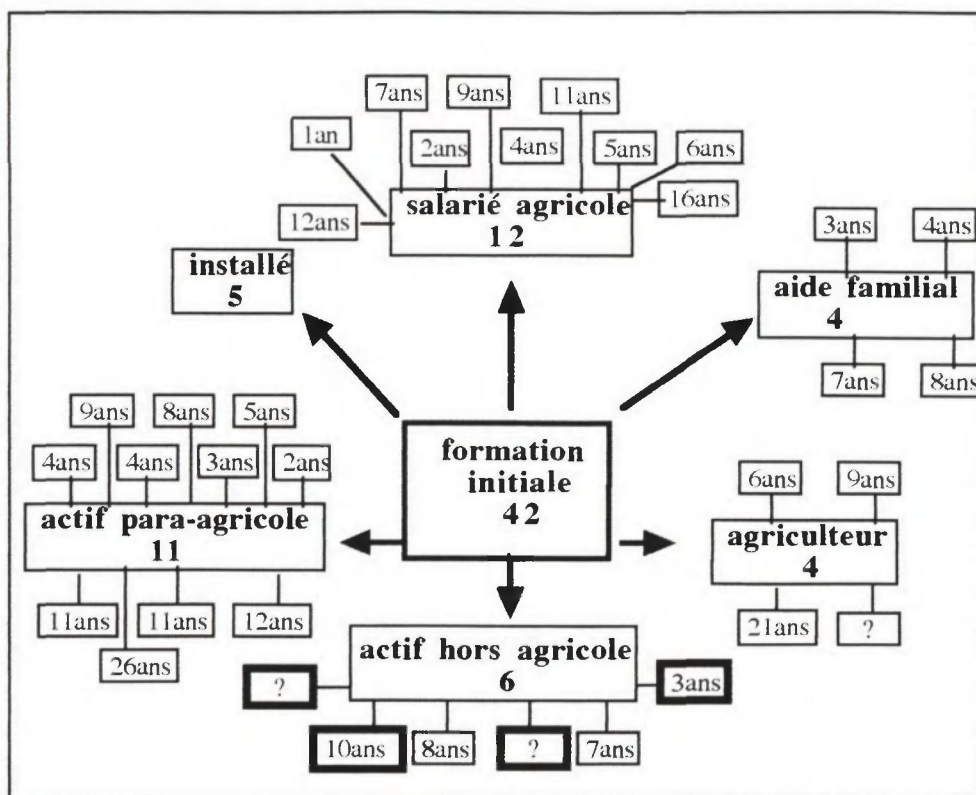 7ans
9ans
11ans
1an
2ans
4ans
5ans
6ans
12ans
salarié agricole
12
16ans
3ans
4ans
installé
5
aide familial
4
7ans
8ans
9ans
8ans
5ans
4ans
4ans
3ans
2ans
formation
initiale
42
6ans
9ans
actif para-agricole
11
agriculteur
4
11ans
11ans
12ans
21ans
?
26ans
actif hors agricole
6
?
3ans
10ans
8ans
?
7ans